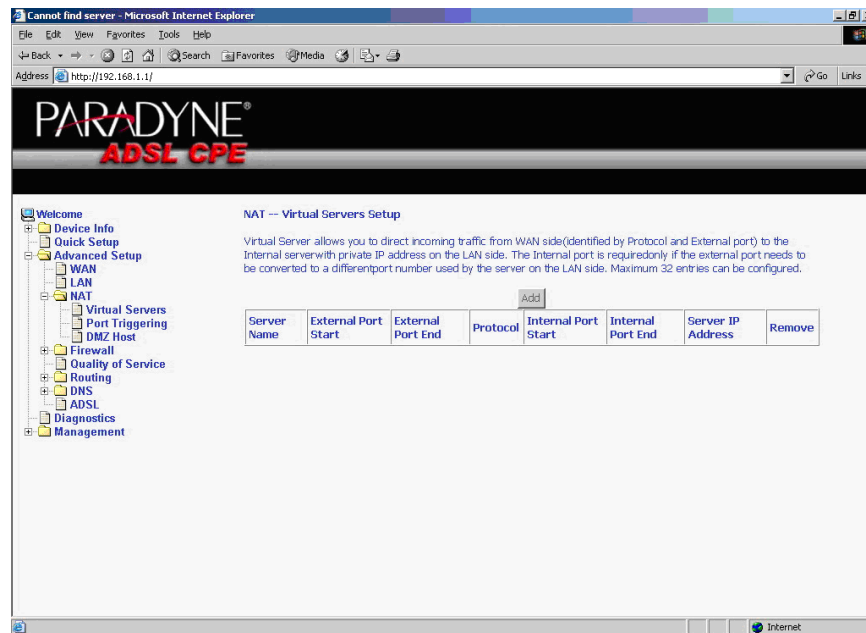 Cannot find server - Microsoft Internet Explorer
File Edit View Favorites Tools Help
Back Search Favorites Media
Address http://192.168.1.1/ Go Links
PARADYNE®
ADSL CPE
Welcome
Device Info
Quick Setup
Advanced Setup
WAN
LAN
NAT
Virtual Servers
Port Triggering
DMZ Host
Firewall
Quality of Service
Routing
DNS
ADSL
Diagnostics
Management
NAT -- Virtual Servers Setup
Virtual Server allows you to direct incoming traffic from WAN side(identified by Protocol and External port) to the
Internal serverwith private IP address on the LAN side. The Internal port is requiredonly if the external port needs to
be converted to a differentport number used by the server on the LAN side. Maximum 32 entries can be configured.
Add
Server Name External Port Start External Port End Protocol Internal Port Start Internal Port End Server IP Address Remove
Internet